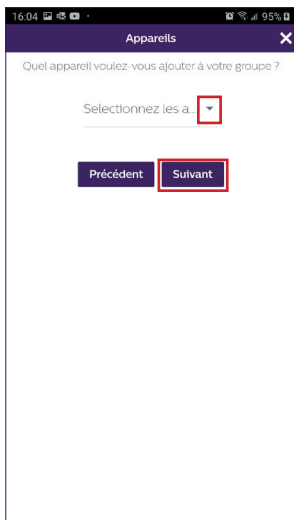 16:04 95%
Appareils
Quel appareil voulez-vous ajouter à votre groupe ?
Selectionnez les a...
Précédent Suivant